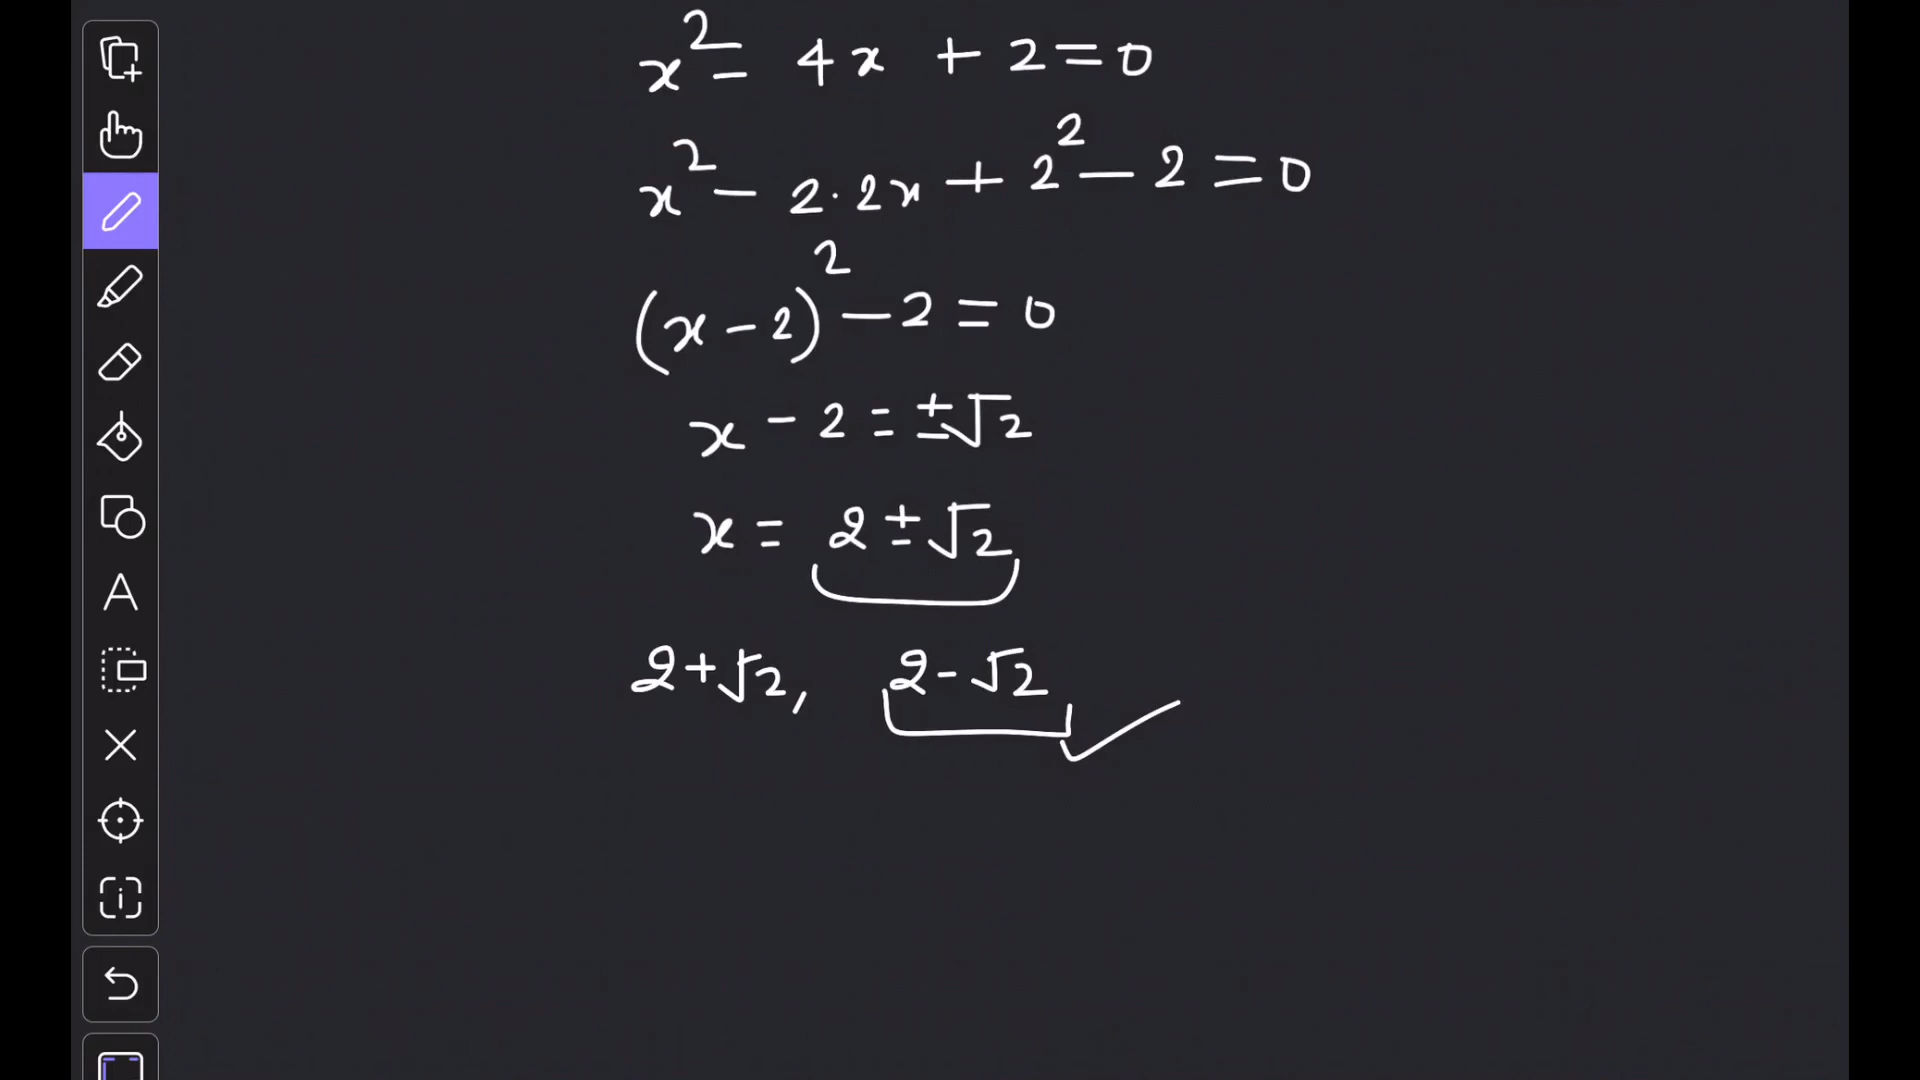 x² - 4x + 2 = 0
x² - 2·2x + 2² - 2 = 0
(x - 2)² - 2 = 0
x - 2 = ±√2
x = 2 ± √2
2+√2, 2-√2
A